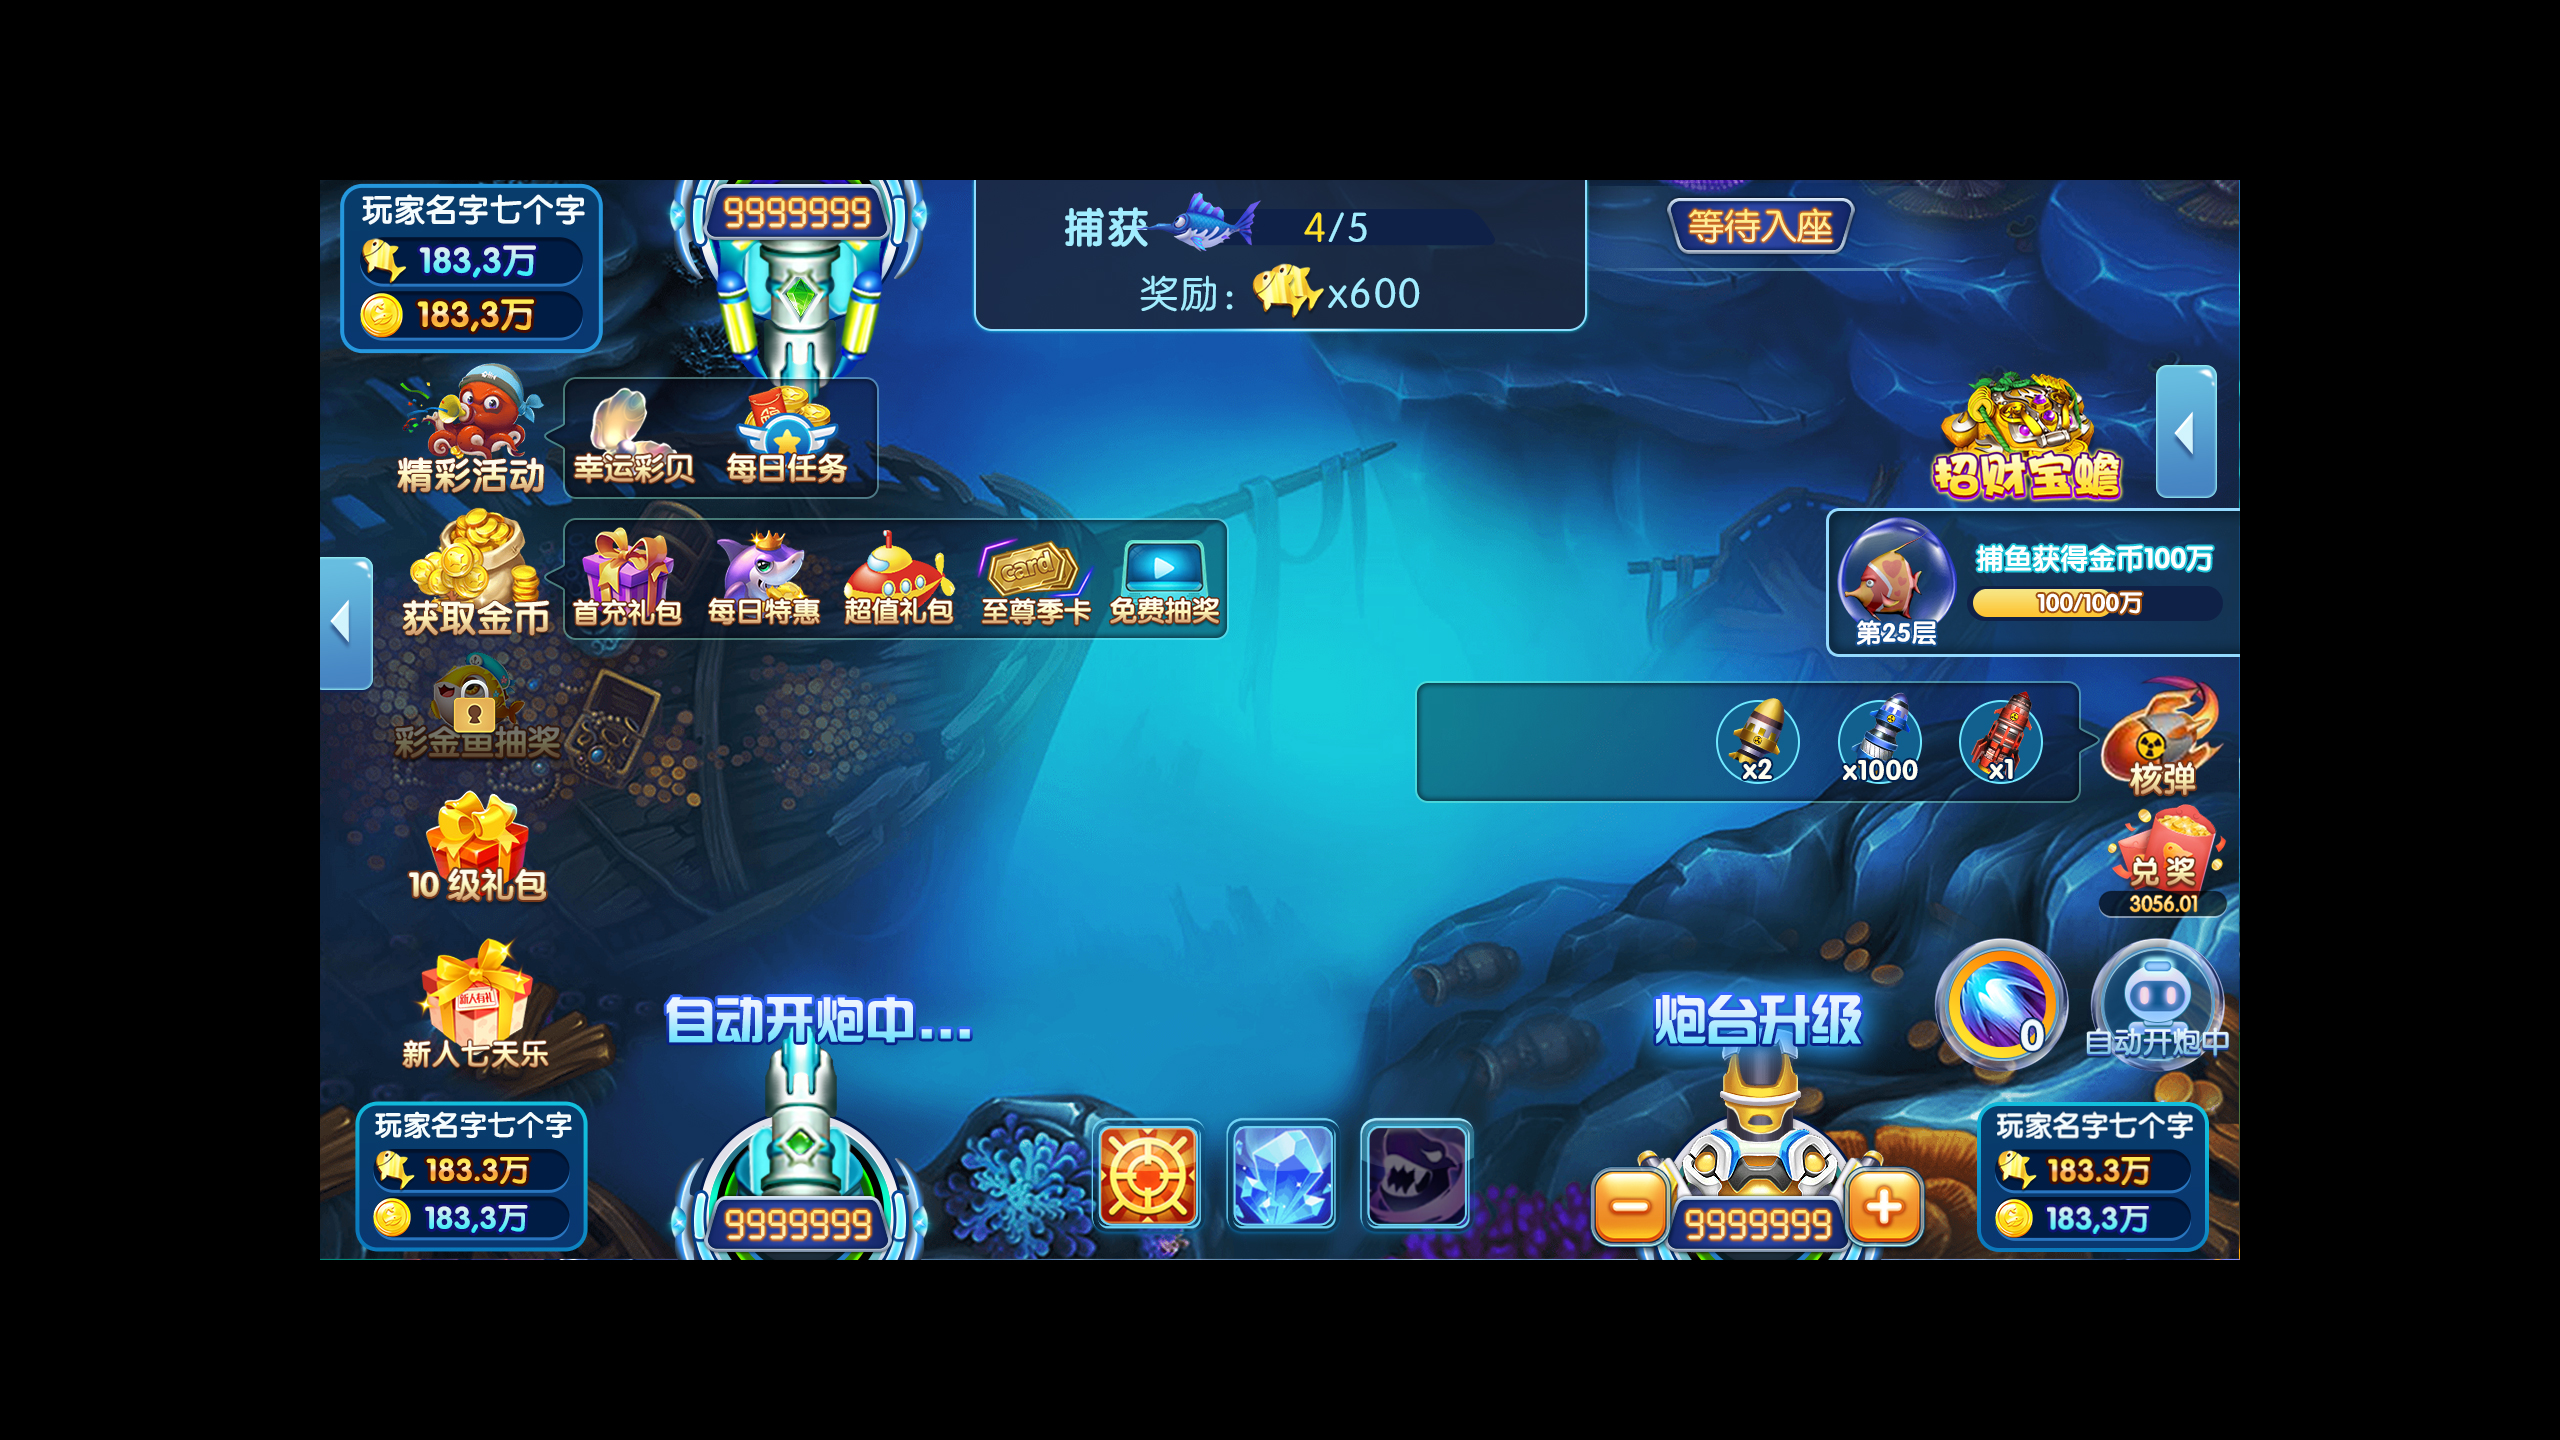 玩家名字七个字
183,3万
183,3万
9999999
捕获 4/5
奖励: x600
等待入座
精彩活动
幸运彩贝
每日任务
招财宝蟾
获取金币
首充礼包
每日特惠
超值礼包
card
至尊季卡
免费抽奖
捕鱼获得金币100万
100/100万
第25层
彩金鱼抽奖
x2
x1000
x1
核弹
10 级礼包
兑奖
3056.01
新人有礼
新人七天乐
自动开炮中...
炮台升级
0
自动开炮中
玩家名字七个字
183.3万
183,3万
9999999
9999999
玩家名字七个字
183.3万
183,3万